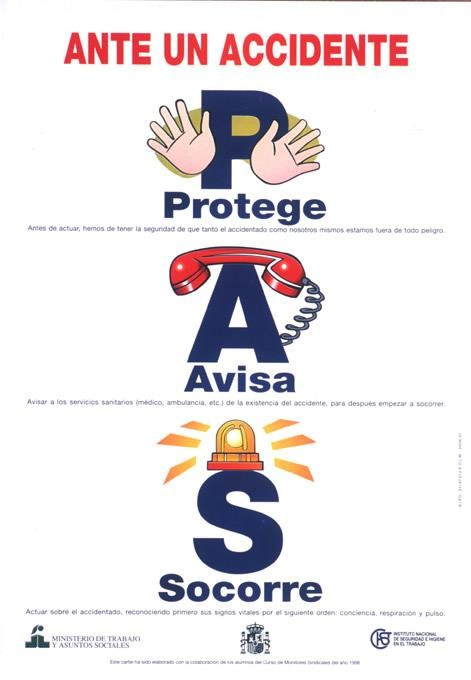 ANTE UN ACCIDENTE
P
Protege
Antes de actuar, hemos de tener la seguridad de que tanto el accidentado como nosotros mismos estamos fuera de todo peligro.
A
Avisa
Avisar a los servicios sanitarios (médico, ambulancia, etc.) de la existencia del accidente, para después empezar a socorrer.
S
Socorre
Actuar sobre el accidentado, reconociendo primero sus signos vitales por el siguiente orden: conciencia, respiración y pulso.
MINISTERIO DE TRABAJO
Y ASUNTOS SOCIALES
INSTITUTO NACIONAL
DE SEGURIDAD E HIGIENE
EN EL TRABAJO
Este cartel ha sido elaborado con la colaboración de los alumnos del Curso de Monitores Sindicales del año 1998